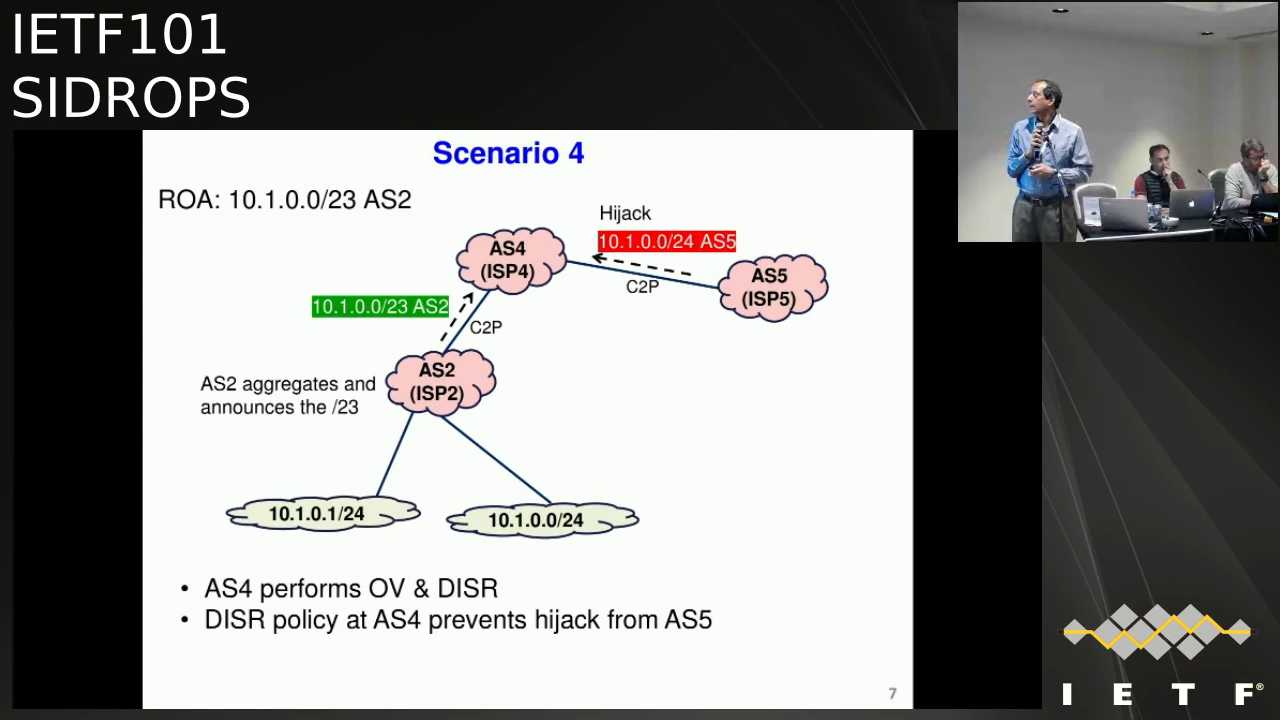 IETF101
SIDROPS
Scenario 4
ROA: 10.1.0.0/23 AS2
Hijack
10.1.0.0/24 AS5
AS4
(ISP4)
C2P
AS5
(ISP5)
10.1.0.0/23 AS2
C2P
AS2
(ISP2)
AS2 aggregates and
announces the /23
10.1.0.1/24
10.1.0.0/24
• AS4 performs OV & DISR
• DISR policy at AS4 prevents hijack from AS5
7
I E T F®